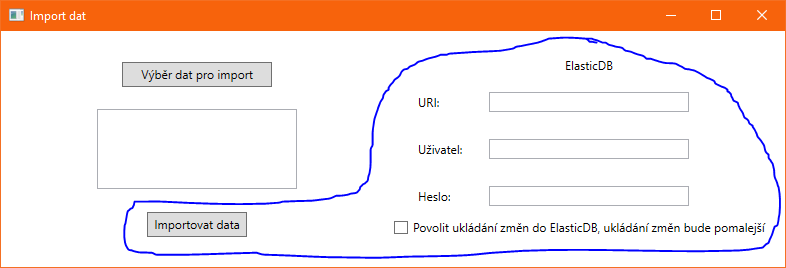 Import dat
Výběr dat pro import
ElasticDB
URI:
Uživatel:
Heslo:
Importovat data
Povolit ukládání změn do ElasticDB, ukládání změn bude pomalejší